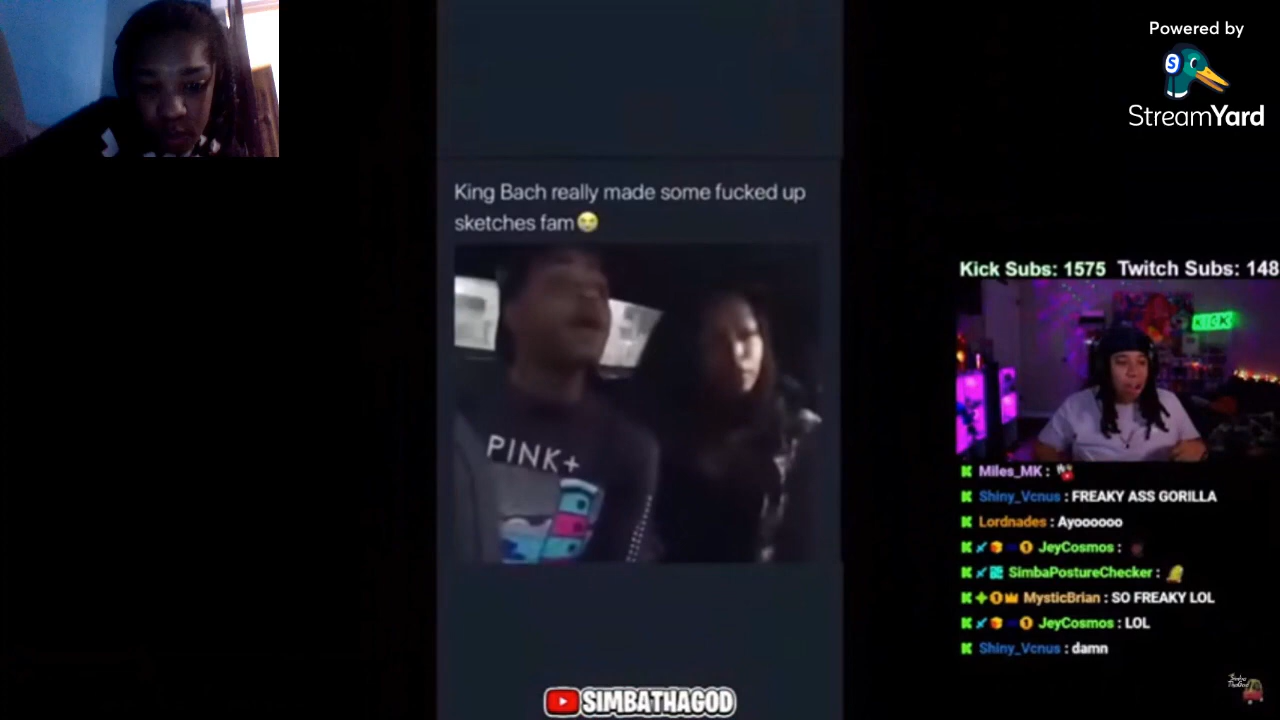 Powered by
StreamYard
King Bach really made some fucked up
sketches fam
PINK+
Kick Subs: 1575 Twitch Subs: 148
KICK
Miles_MK :
Shiny_Vcnus : FREAKY ASS GORILLA
Lordnades : Ayoooooo
JeyCosmos :
SimbaPostureChecker :
MysticBrian : SO FREAKY LOL
JeyCosmos : LOL
Shiny_Vcnus : damn
SIMBATHAGOD